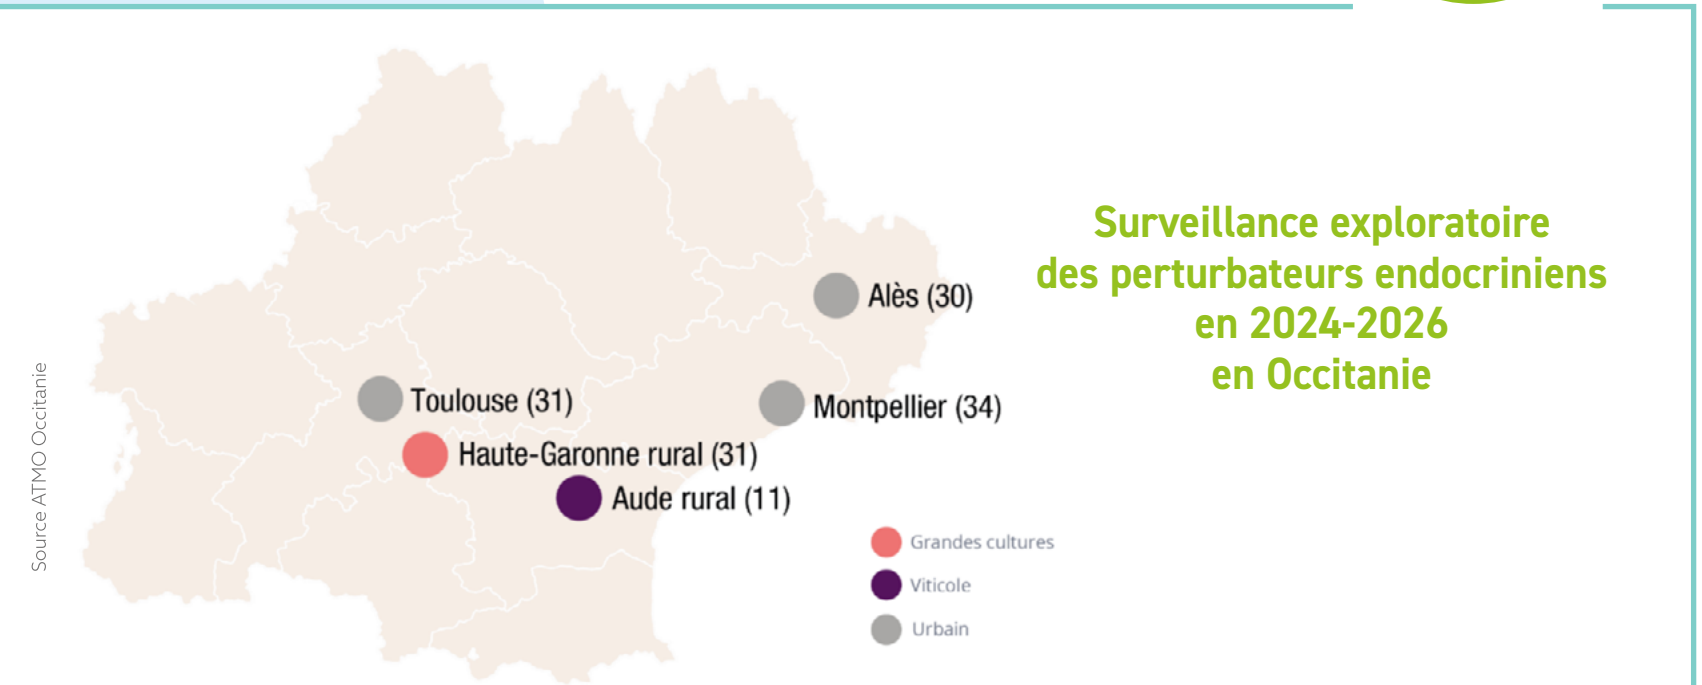 Surveillance exploratoire
des perturbateurs endocriniens
en 2024-2026
en Occitanie
Alès (30)
Toulouse (31)
Montpellier (34)
Haute-Garonne rural (31)
Aude rural (11)
Grandes cultures
Viticole
Urbain
Source ATMO Occitanie